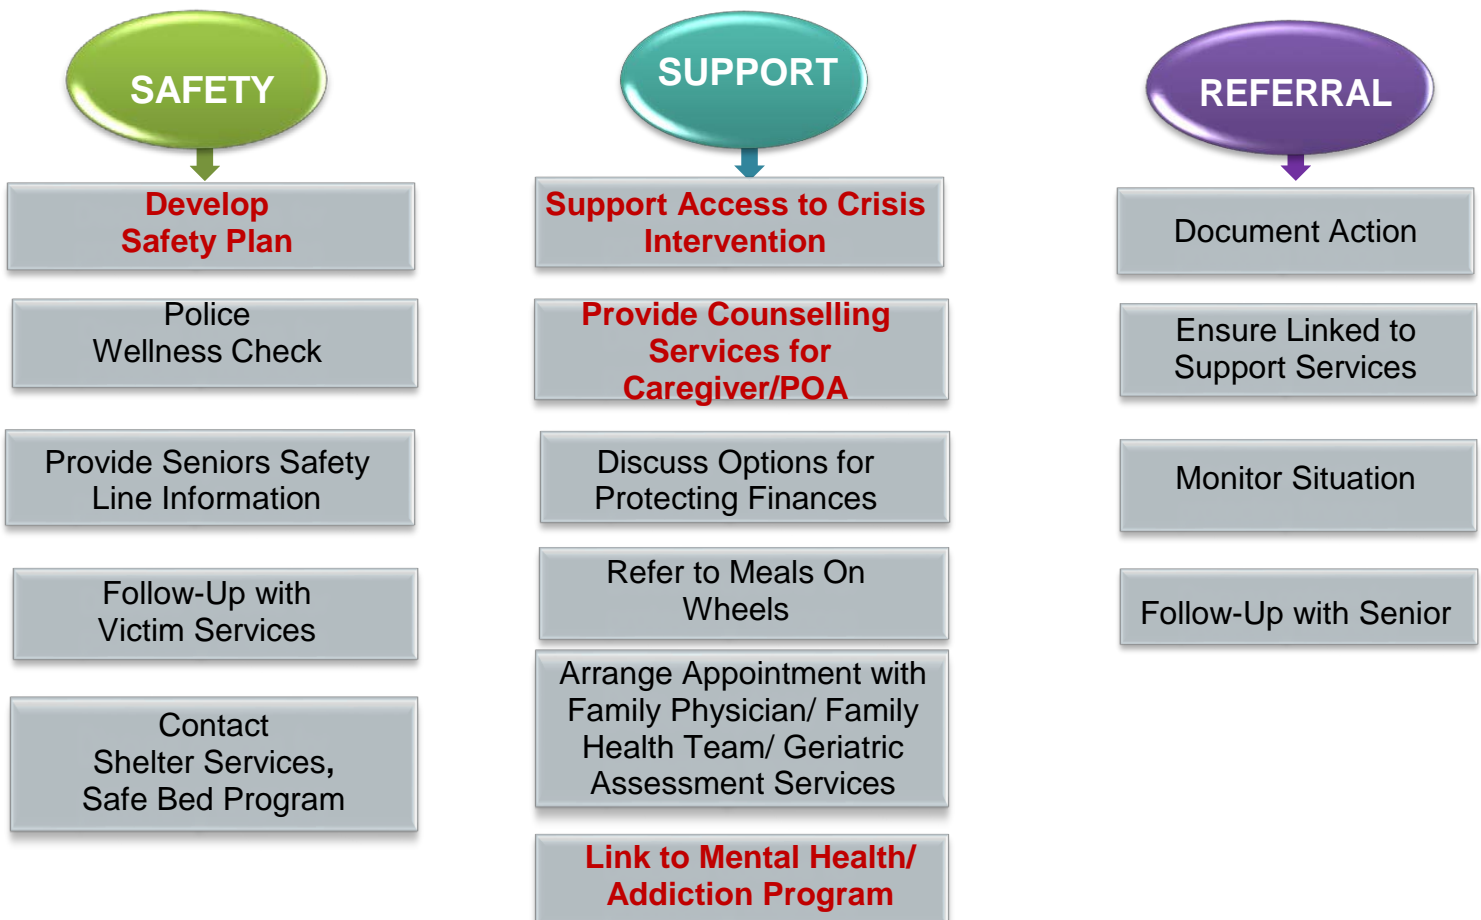 SAFETY
Develop
Safety Plan
Police
Wellness Check
Provide Seniors Safety
Line Information
Follow-Up with
Victim Services
Contact
Shelter Services,
Safe Bed Program
SUPPORT
Support Access to Crisis
Intervention
Provide Counselling
Services for
Caregiver/POA
Discuss Options for
Protecting Finances
Refer to Meals On
Wheels
Arrange Appointment with
Family Physician/ Family
Health Team/ Geriatric
Assessment Services
Link to Mental Health/
Addiction Program
REFERRAL
Document Action
Ensure Linked to
Support Services
Monitor Situation
Follow-Up with Senior